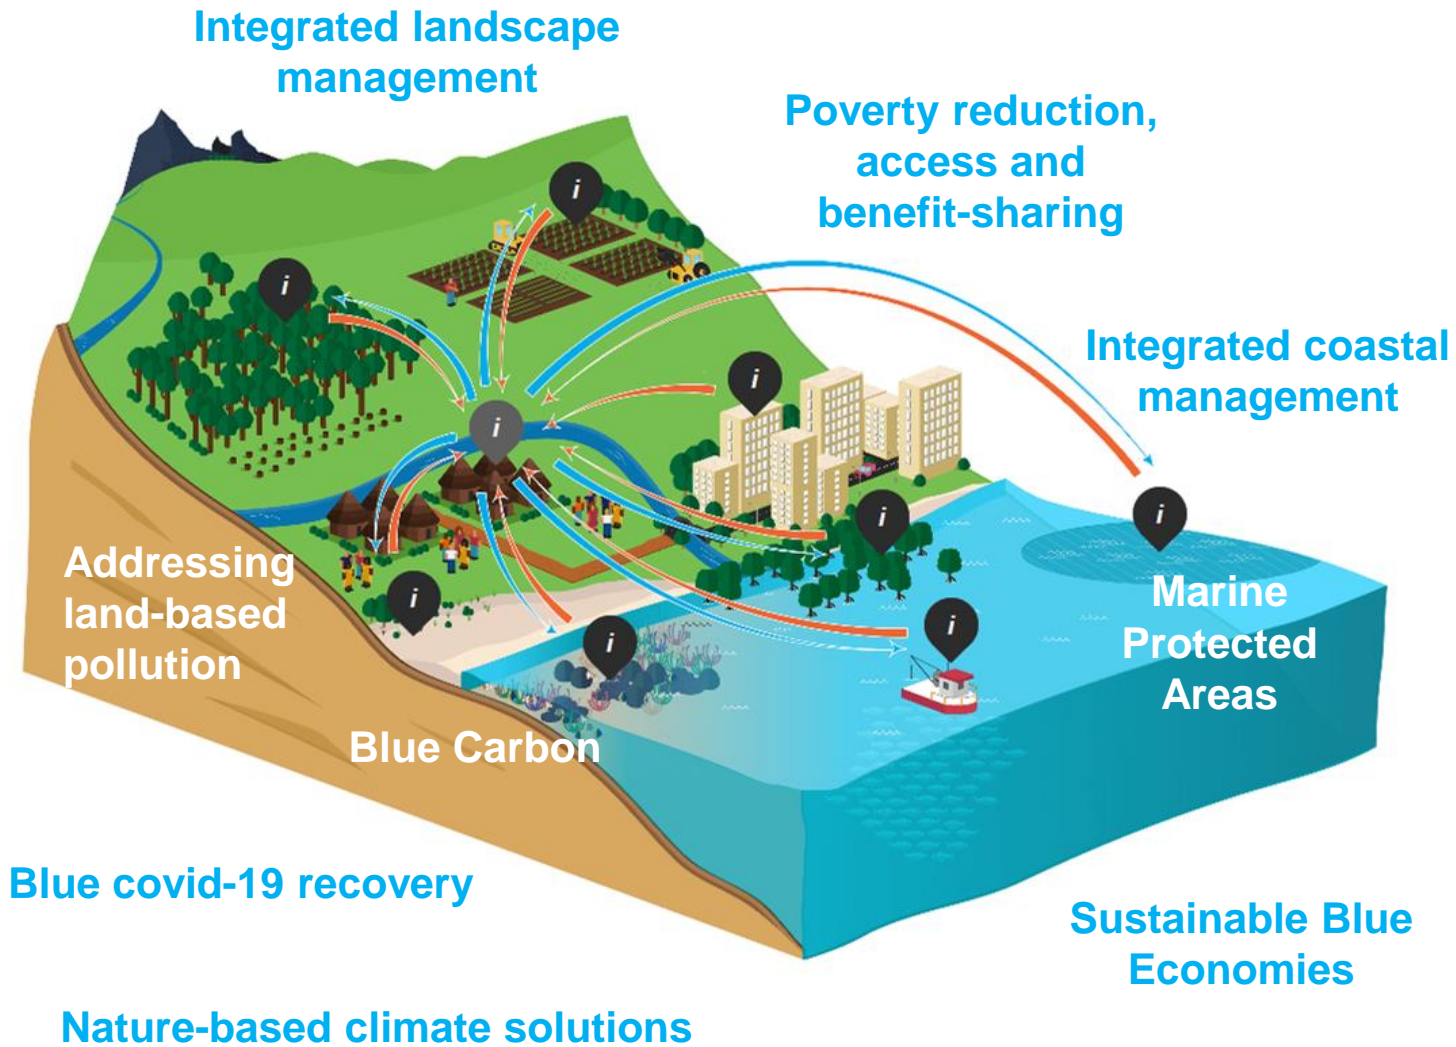 Integrated landscape
management
Poverty reduction,
access and
benefit-sharing
i
i
Integrated coastal
management
i
i
i
i
Addressing
land-based
pollution
Marine
Protected
Areas
i
i
i
Blue Carbon
Blue covid-19 recovery
Sustainable Blue
Economies
Nature-based climate solutions